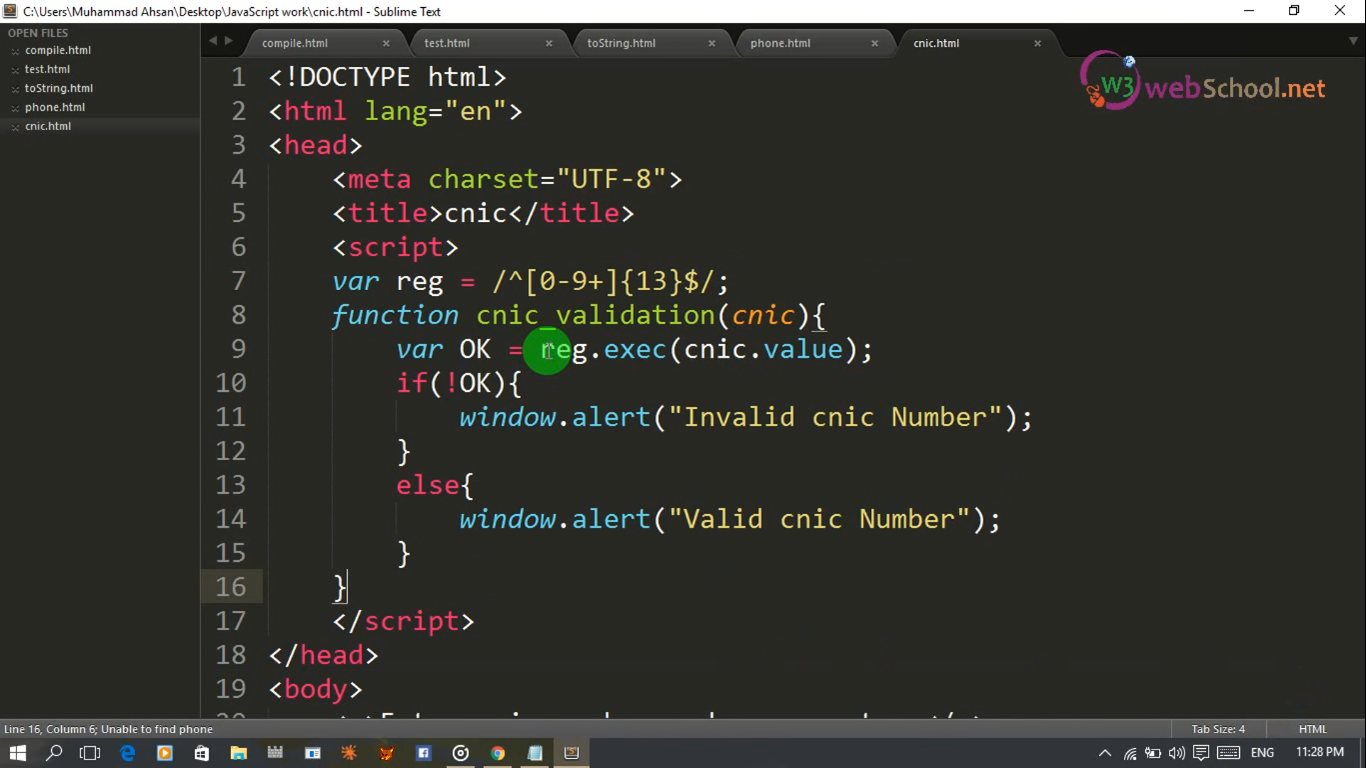 C:\Users\Muhammad Ahsan\Desktop\JavaScript work\cnic.html - Sublime Text
OPEN FILES
compile.html
test.html
toString.html
phone.html
cnic.html
compile.html test.html toString.html phone.html cnic.html
W3webSchool.net
1 <!DOCTYPE html>
2 <html lang="en">
3 <head>
4 <meta charset="UTF-8">
5 <title>cnic</title>
6 <script>
7 var reg = /^[0-9+]{13}$/;
8 function cnic_validation(cnic){
9 var OK = reg.exec(cnic.value);
10 if(!OK){
11 window.alert("Invalid cnic Number");
12 }
13 else{
14 window.alert("Valid cnic Number");
15 }
16 }
17 </script>
18 </head>
19 <body>
Line 16, Column 6; Unable to find phone Tab Size: 4 HTML
ENG 11:28 PM